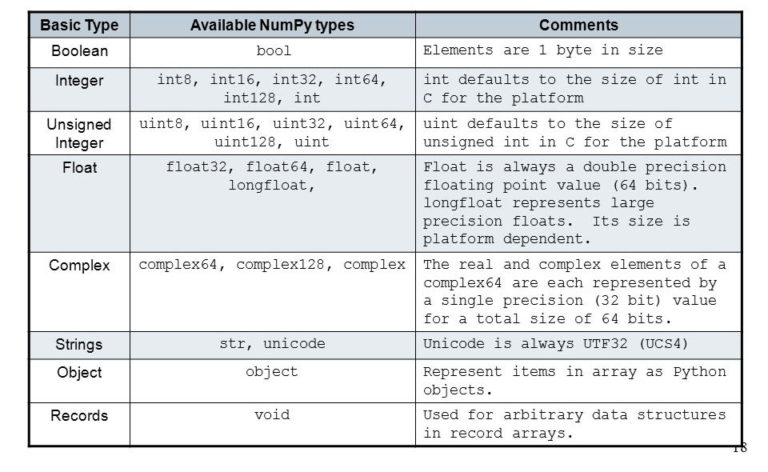 Basic Type Available NumPy types Comments
Boolean bool Elements are 1 byte in size
Integer int8, int16, int32, int64, int defaults to the size of int in
int128, int C for the platform
Unsigned uint8, uint16, uint32, uint64, uint defaults to the size of
Integer uint128, uint unsigned int in C for the platform
Float float32, float64, float, Float is always a double precision
longfloat, floating point value (64 bits).
longfloat represents large
precision floats. Its size is
platform dependent.
Complex complex64, complex128, complex The real and complex elements of a
complex64 are each represented by
a single precision (32 bit) value
for a total size of 64 bits.
Strings str, unicode Unicode is always UTF32 (UCS4)
Object object Represent items in array as Python
objects.
Records void Used for arbitrary data structures
in record arrays.
18